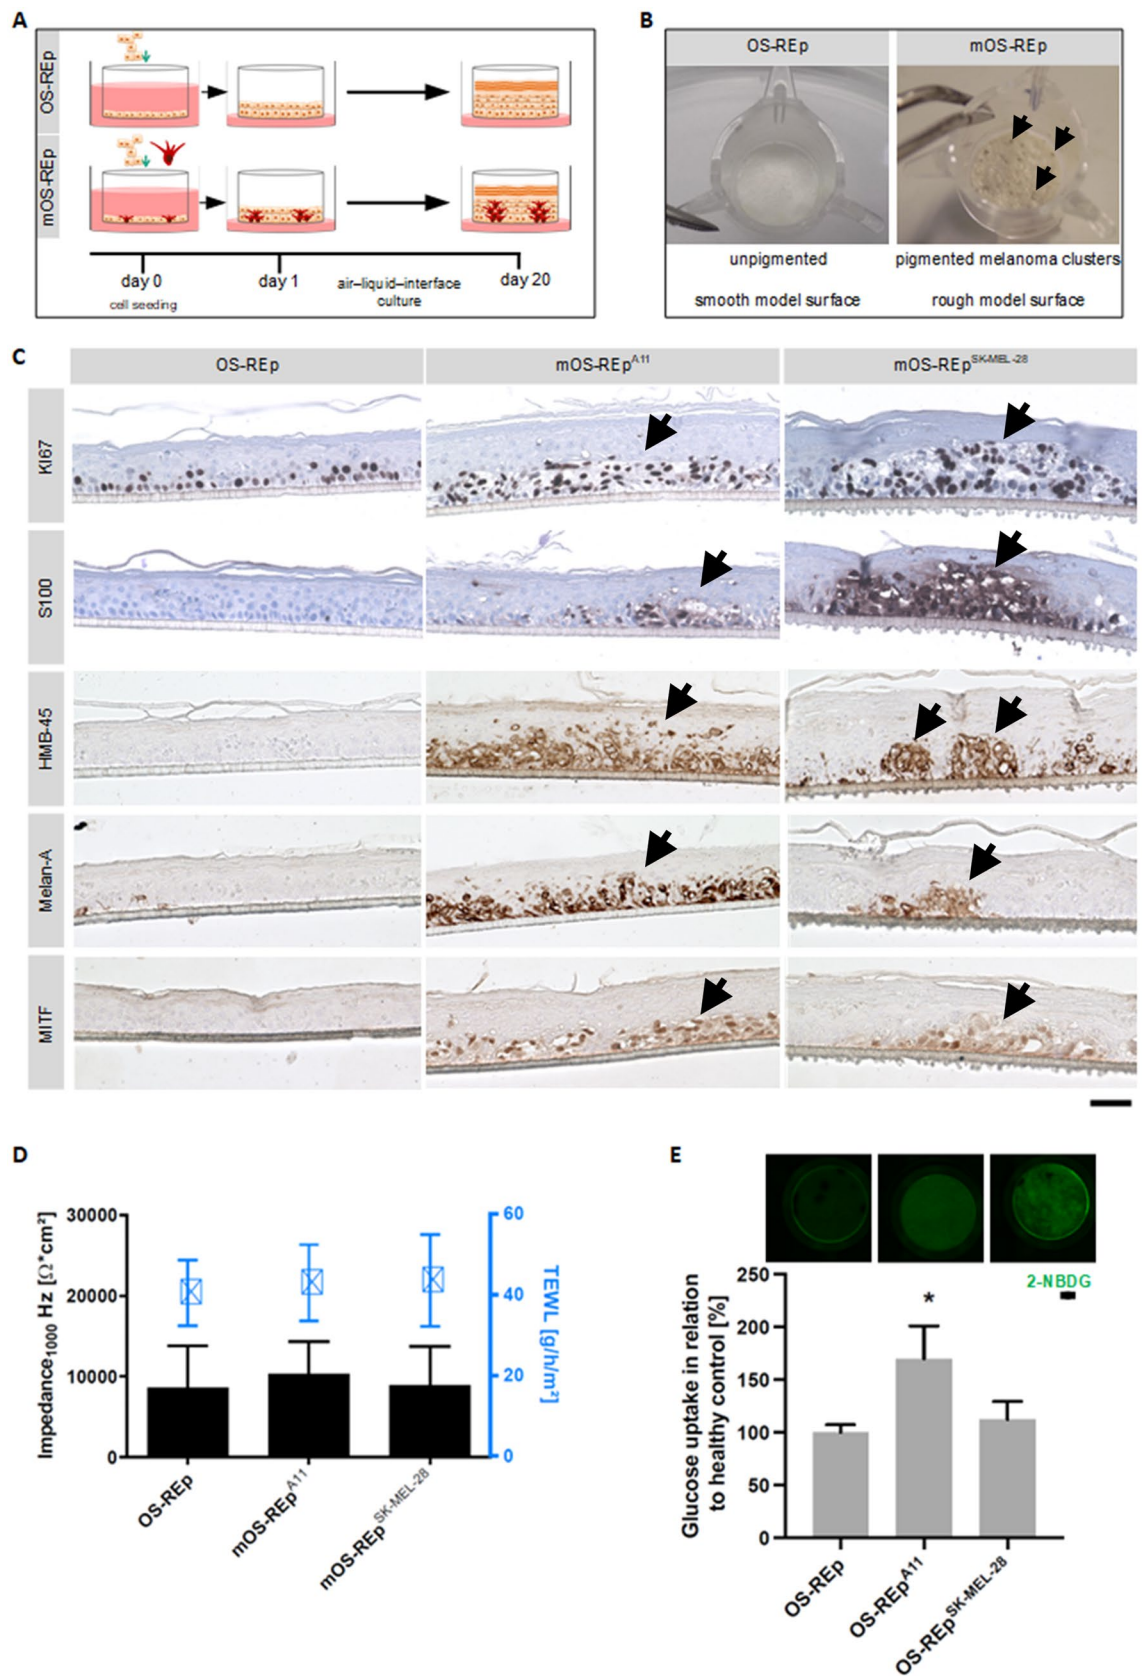 A
OS-REp
mOS-REp
day 0
cell seeding
day 1
air–liquid–interface
culture
day 20
B
OS-REp
mOS-REp
unpigmented
pigmented melanoma clusters
smooth model surface
rough model surface
C
OS-REp
mOS-REp^A11
mOS-REp^SK-MEL-28
KI67
S100
HMB-45
Melan-A
MITF
D
Impedance₁₀₀₀ Hz [Ω*cm²]
30000
20000
10000
0
60
40
20
0
TEWL [g/h/m²]
OS-REp
mOS-REp^A11
mOS-REp^SK-MEL-28
E
2-NBDG
Glucose uptake in relation
to healthy control [%]
250
200
150
100
50
0
*
OS-REp
OS-REp^A11
OS-REp^SK-MEL-28